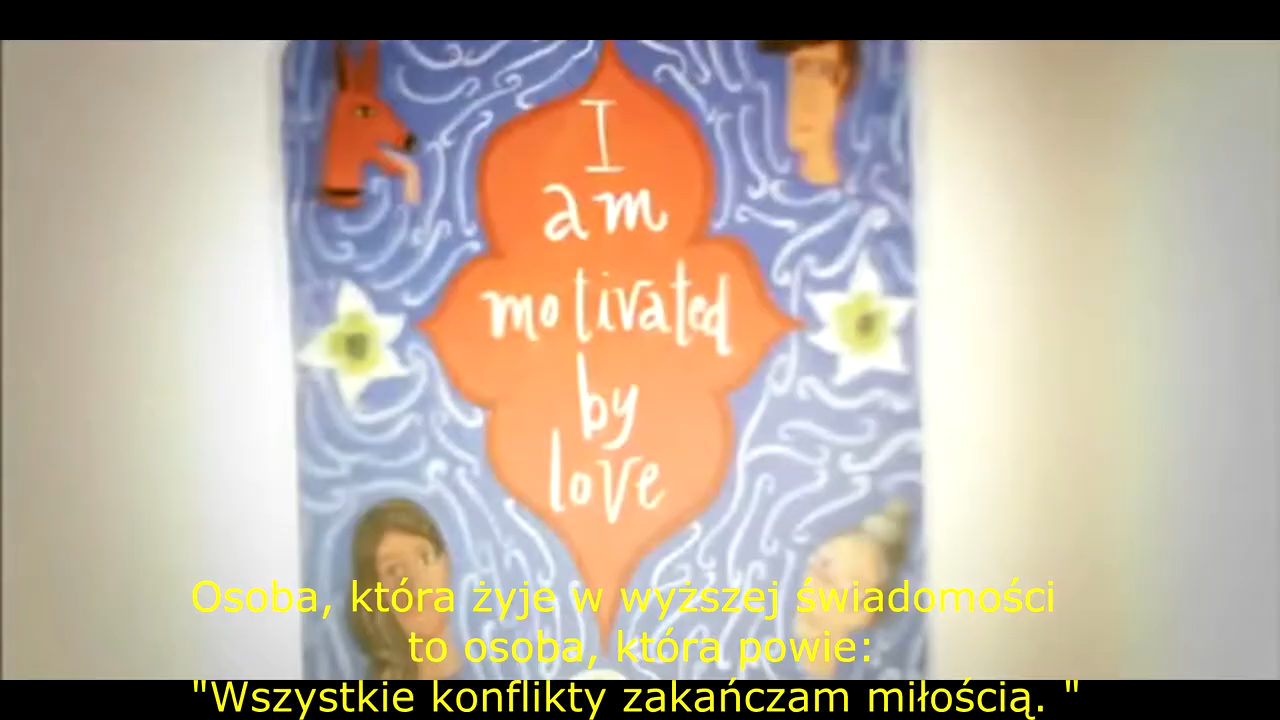 I
am
motivated
by
love
Osoba, która żyje w wyższej świadomości
to osoba, która powie:
"Wszystkie konflikty zakańczam miłością. "